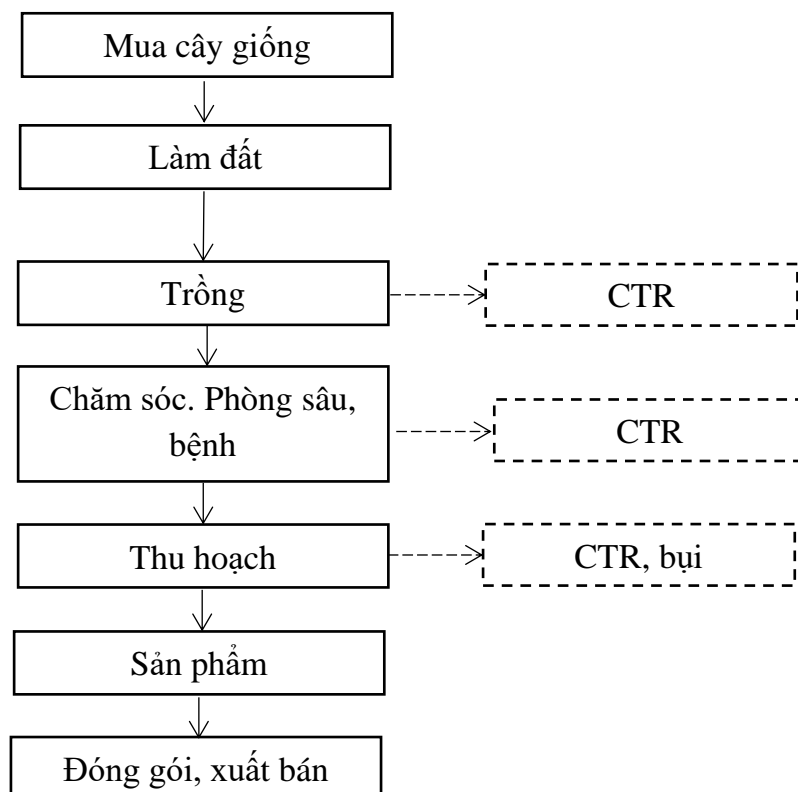 Mua cây giống
Làm đất
Trồng
CTR
Chăm sóc. Phòng sâu,
bệnh
CTR
Thu hoạch
CTR, bụi
Sản phẩm
Đóng gói, xuất bán